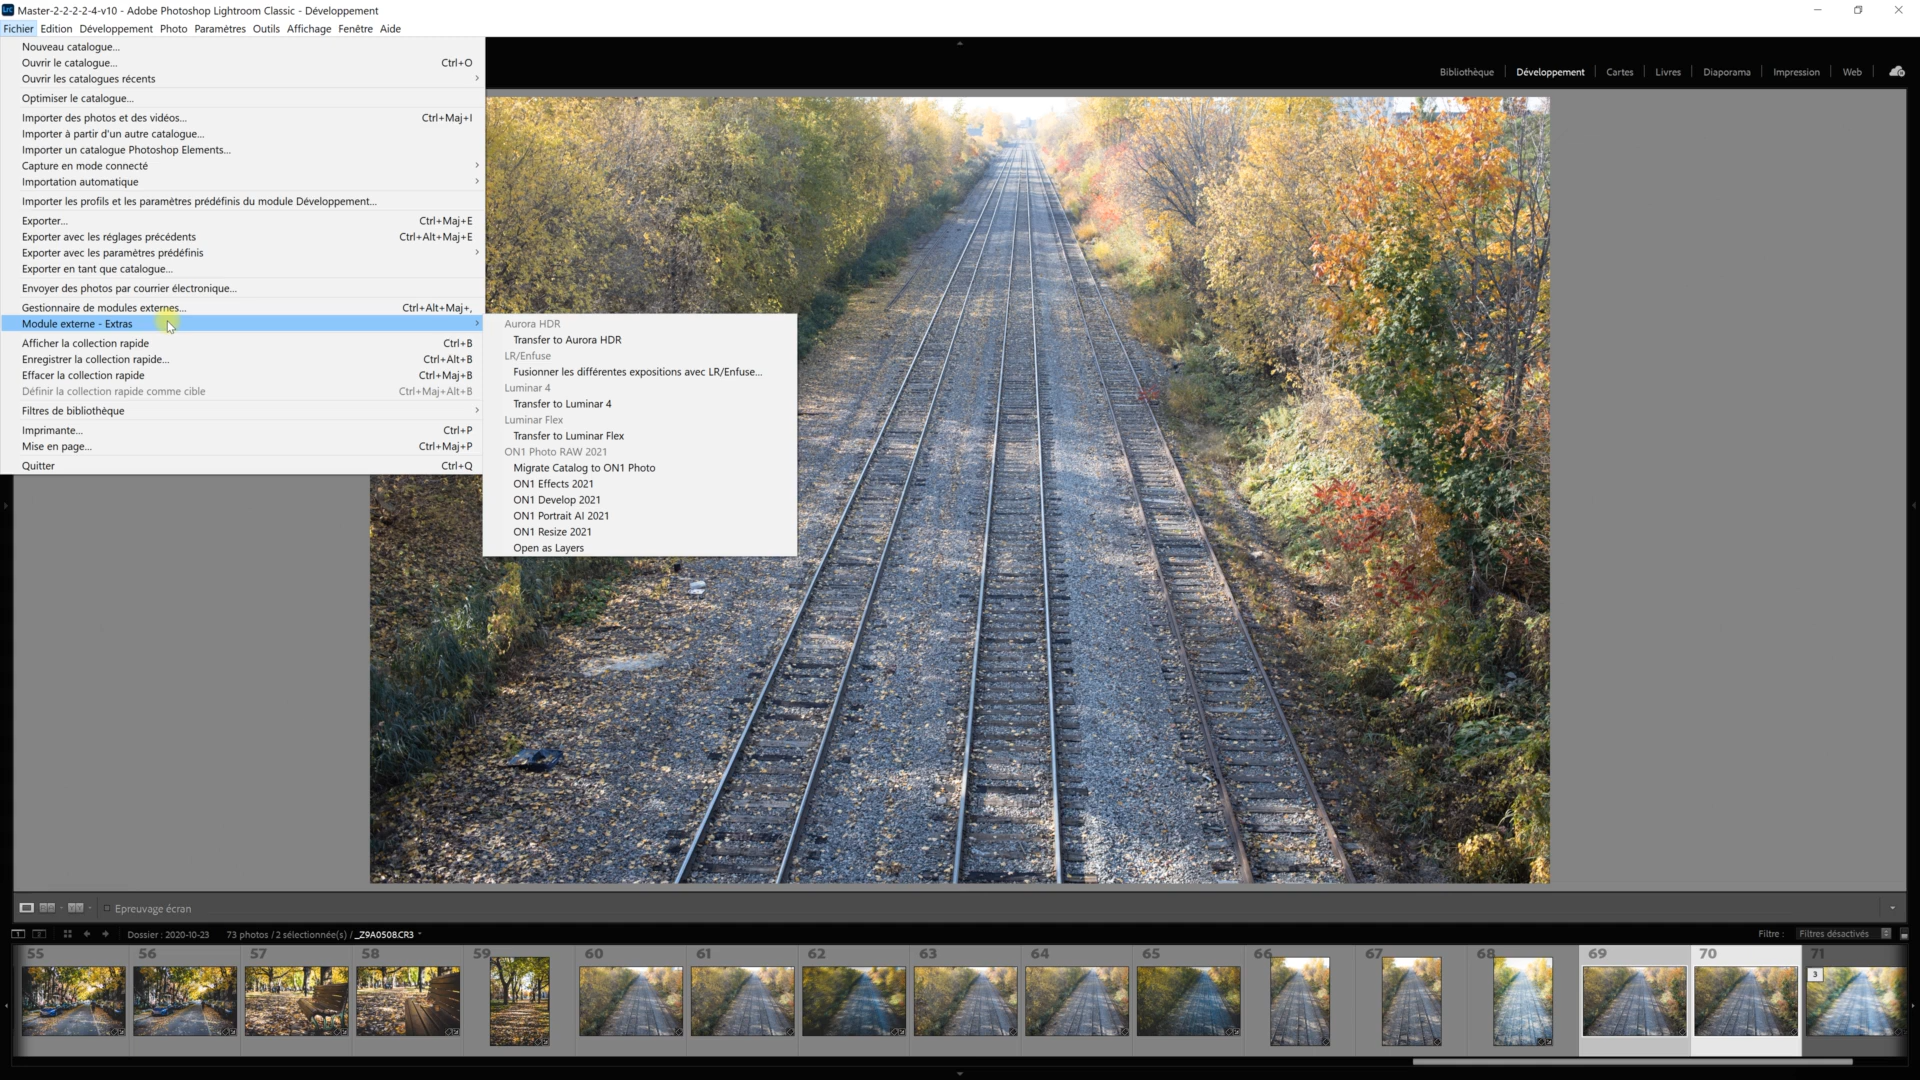 Master-2-2-2-2-4-v10 - Adobe Photoshop Lightroom Classic - Développement
Fichier Edition Développement Photo Paramètres Outils Affichage Fenêtre Aide
Nouveau catalogue...
Ouvrir le catalogue... Ctrl+O
Ouvrir les catalogues récents
Optimiser le catalogue...
Importer des photos et des vidéos... Ctrl+Maj+I
Importer à partir d'un autre catalogue...
Importer un catalogue Photoshop Elements...
Capture en mode connecté
Importation automatique
Importer les profils et les paramètres prédéfinis du module Développement...
Exporter... Ctrl+Maj+E
Exporter avec les réglages précédents Ctrl+Alt+Maj+E
Exporter avec les paramètres prédéfinis
Exporter en tant que catalogue...
Envoyer des photos par courrier électronique...
Gestionnaire de modules externes... Ctrl+Alt+Maj+,
Module externe - Extras
Afficher la collection rapide Ctrl+B
Enregistrer la collection rapide... Ctrl+Alt+B
Effacer la collection rapide Ctrl+Maj+B
Définir la collection rapide comme cible Ctrl+Maj+Alt+B
Filtres de bibliothèque
Imprimante... Ctrl+P
Mise en page... Ctrl+Maj+P
Quitter Ctrl+Q
Aurora HDR
Transfer to Aurora HDR
LR/Enfuse
Fusionner les différentes expositions avec LR/Enfuse...
Luminar 4
Transfer to Luminar 4
Luminar Flex
Transfer to Luminar Flex
ON1 Photo RAW 2021
Migrate Catalog to ON1 Photo
ON1 Effects 2021
ON1 Develop 2021
ON1 Portrait AI 2021
ON1 Resize 2021
Open as Layers
Bibliothèque Développement Cartes Livres Diaporama Impression Web
Epreuvage écran
1 2 Dossier : 2020-10-23 73 photos / 2 sélectionnée(s) / _Z9A0508.CR3 Filtre : Filtres désactivés
55 56 57 58 59 60 61 62 63 64 65 66 67 68 69 70 71
3